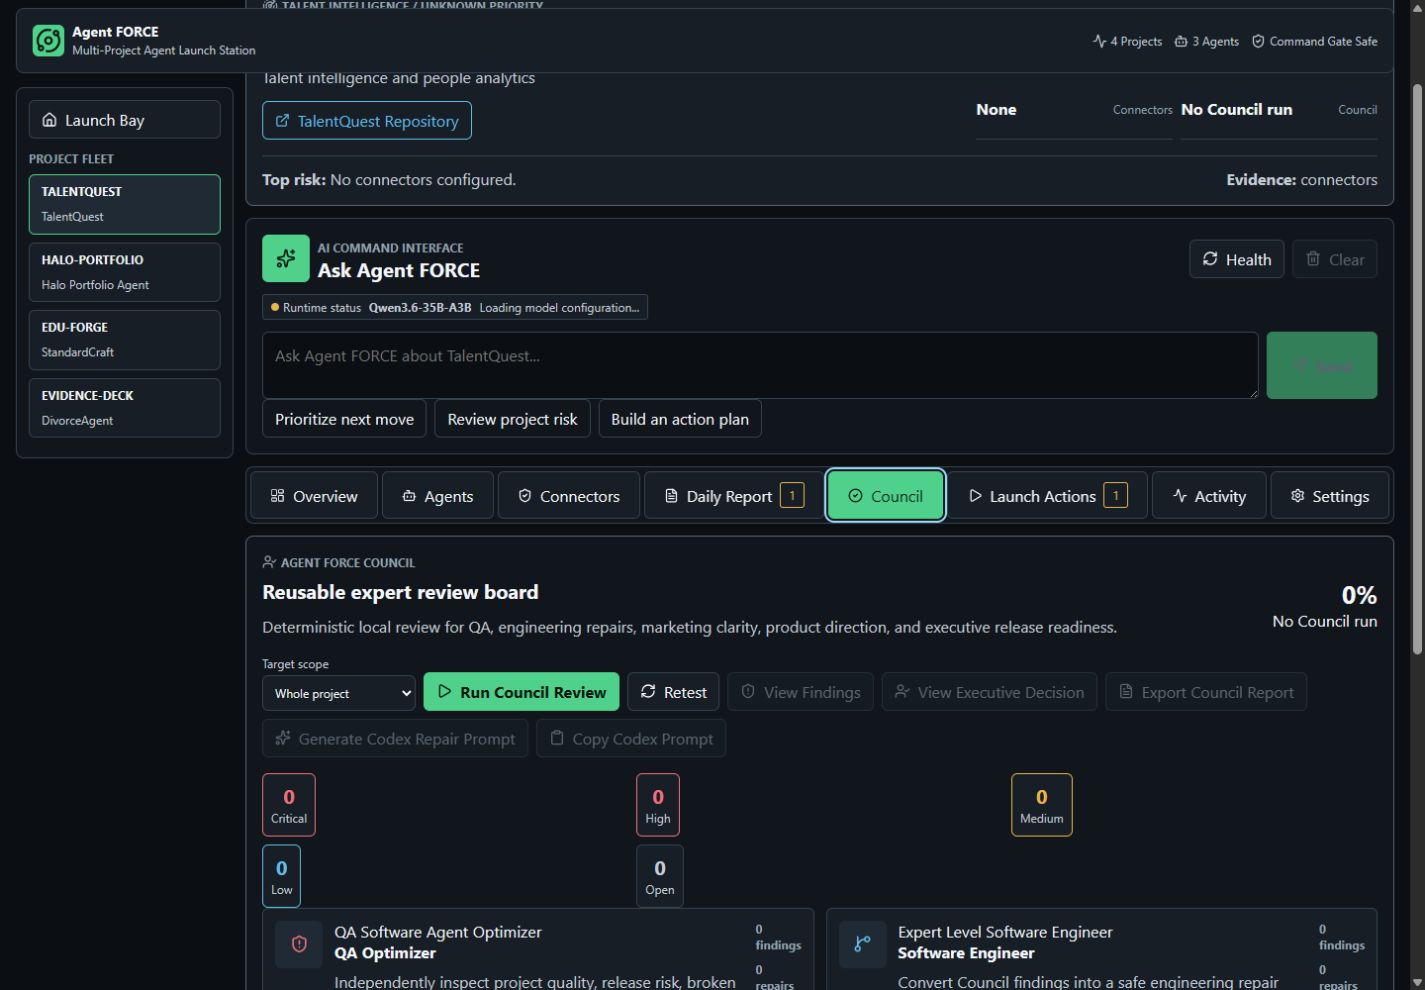 TALENT INTELLIGENCE / UNKNOWN PRIORITY
Agent FORCE
Multi-Project Agent Launch Station
4 Projects
3 Agents
Command Gate Safe
Launch Bay
PROJECT FLEET
TALENTQUEST
TalentQuest
HALO-PORTFOLIO
Halo Portfolio Agent
EDU-FORGE
StandardCraft
EVIDENCE-DECK
DivorceAgent
Talent intelligence and people analytics
TalentQuest Repository
None
Connectors
No Council run
Council
Top risk: No connectors configured.
Evidence: connectors
AI COMMAND INTERFACE
Ask Agent FORCE
Health
Clear
Runtime status Qwen3.6-35B-A3B Loading model configuration...
Ask Agent FORCE about TalentQuest...
Prioritize next move
Review project risk
Build an action plan
Overview
Agents
Connectors
Daily Report 1
Council
Launch Actions 1
Activity
Settings
AGENT FORCE COUNCIL
Reusable expert review board
0%
No Council run
Deterministic local review for QA, engineering repairs, marketing clarity, product direction, and executive release readiness.
Target scope
Whole project
Run Council Review
Retest
View Findings
View Executive Decision
Export Council Report
Generate Codex Repair Prompt
Copy Codex Prompt
0
Critical
0
High
0
Medium
0
Low
0
Open
QA Software Agent Optimizer
QA Optimizer
Independently inspect project quality, release risk, broken
0
findings
0
repairs
Expert Level Software Engineer
Software Engineer
Convert Council findings into a safe engineering repair
0
findings
0
repairs